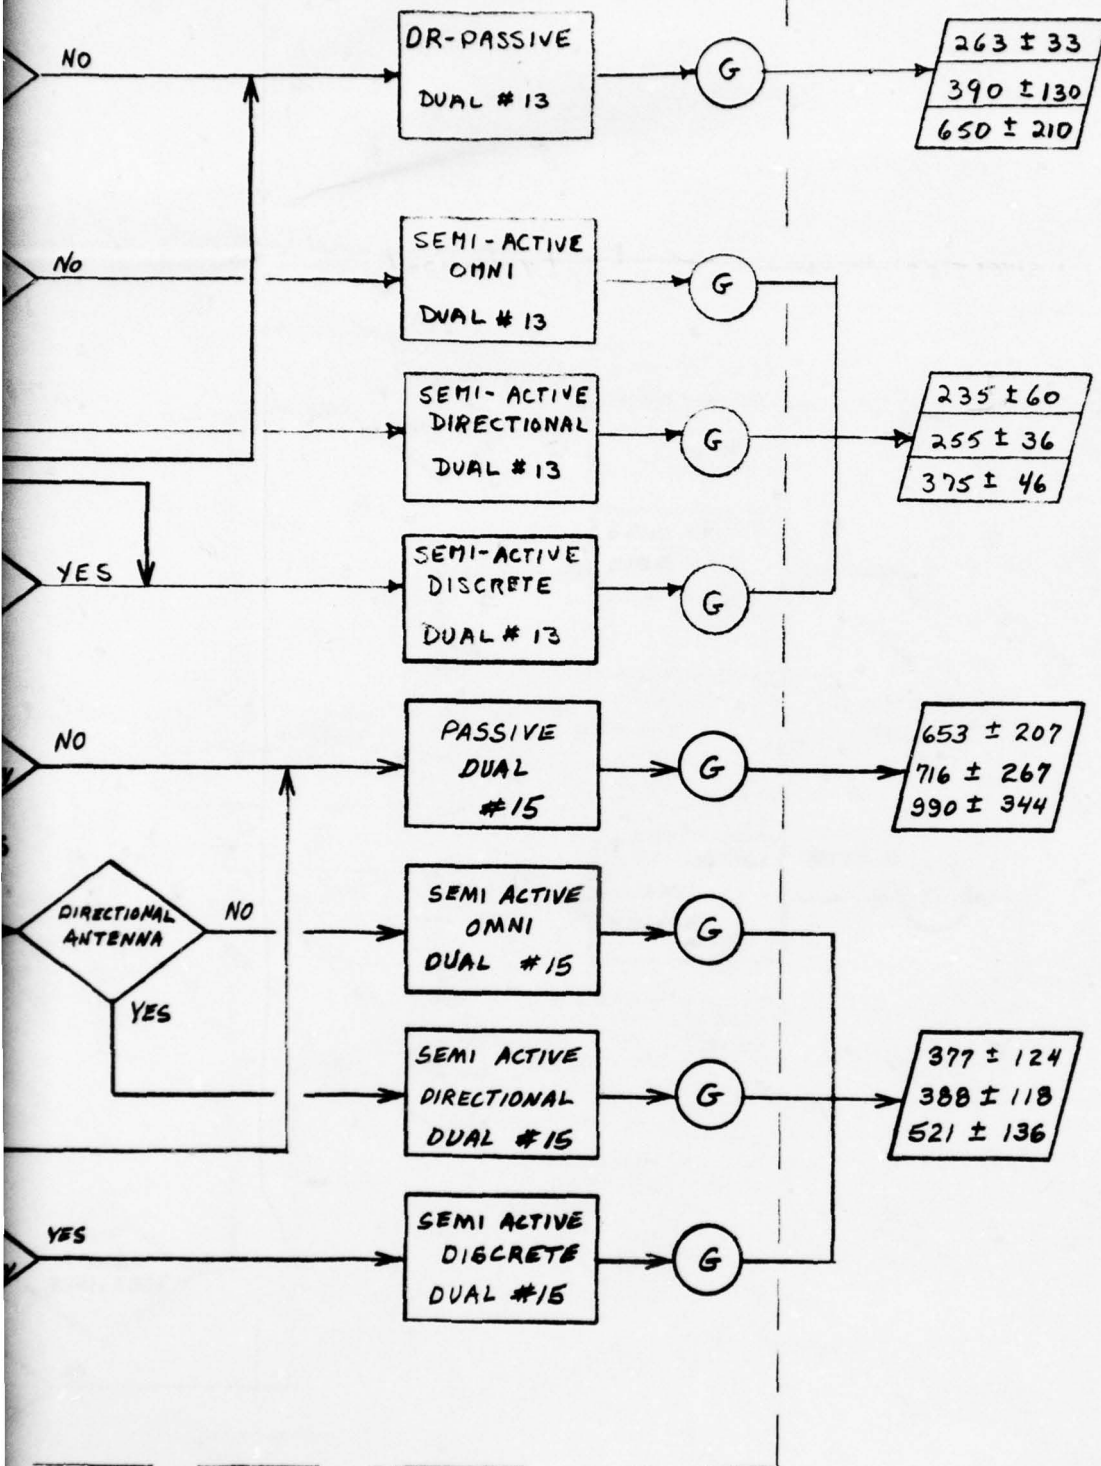 NO
DR-PASSIVE
DUAL # 13
G
263 ± 33
390 ± 130
650 ± 210
NO
SEMI-ACTIVE
OMNI
DUAL # 13
G
SEMI-ACTIVE
DIRECTIONAL
DUAL # 13
G
235 ± 60
255 ± 36
375 ± 46
YES
SEMI-ACTIVE
DISCRETE
DUAL # 13
G
NO
PASSIVE
DUAL
#15
G
653 ± 207
716 ± 267
990 ± 344
DIRECTIONAL
ANTENNA
NO
YES
SEMI ACTIVE
OMNI
DUAL #15
G
SEMI ACTIVE
DIRECTIONAL
DUAL #15
G
377 ± 124
388 ± 118
521 ± 136
YES
SEMI ACTIVE
DISCRETE
DUAL #15
G